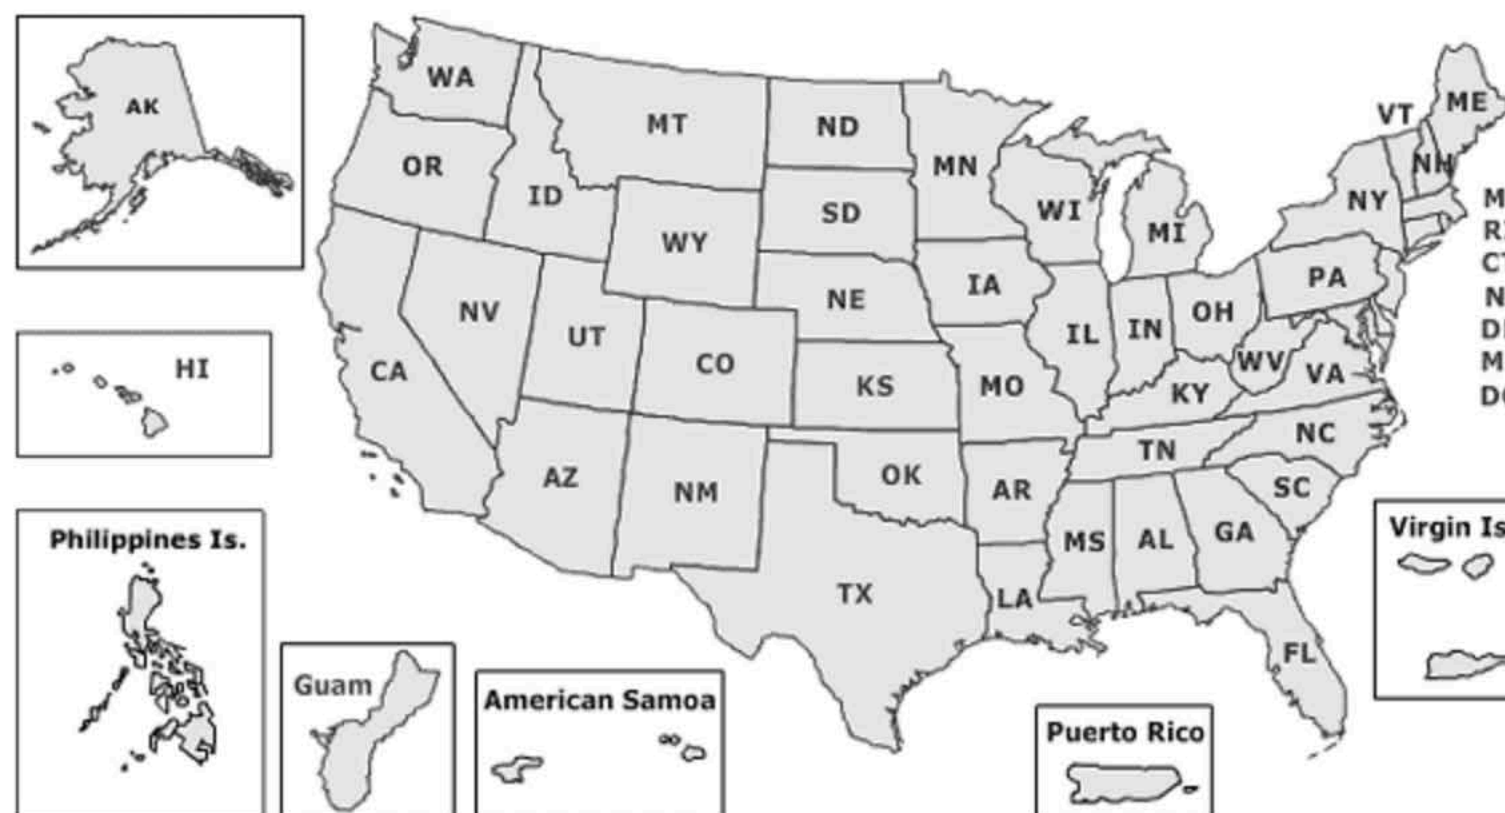 AK
WA
MT
ND
MN
VT
ME
OR
ID
SD
WI
MI
NY
NH
WY
IA
PA
NV
UT
NE
IL
IN
OH
HI
CA
CO
KS
MO
WV
VA
KY
AZ
NM
OK
AR
TN
NC
SC
TX
LA
MS
AL
GA
FL
Philippines Is.
Guam
American Samoa
Puerto Rico
Virgin Is